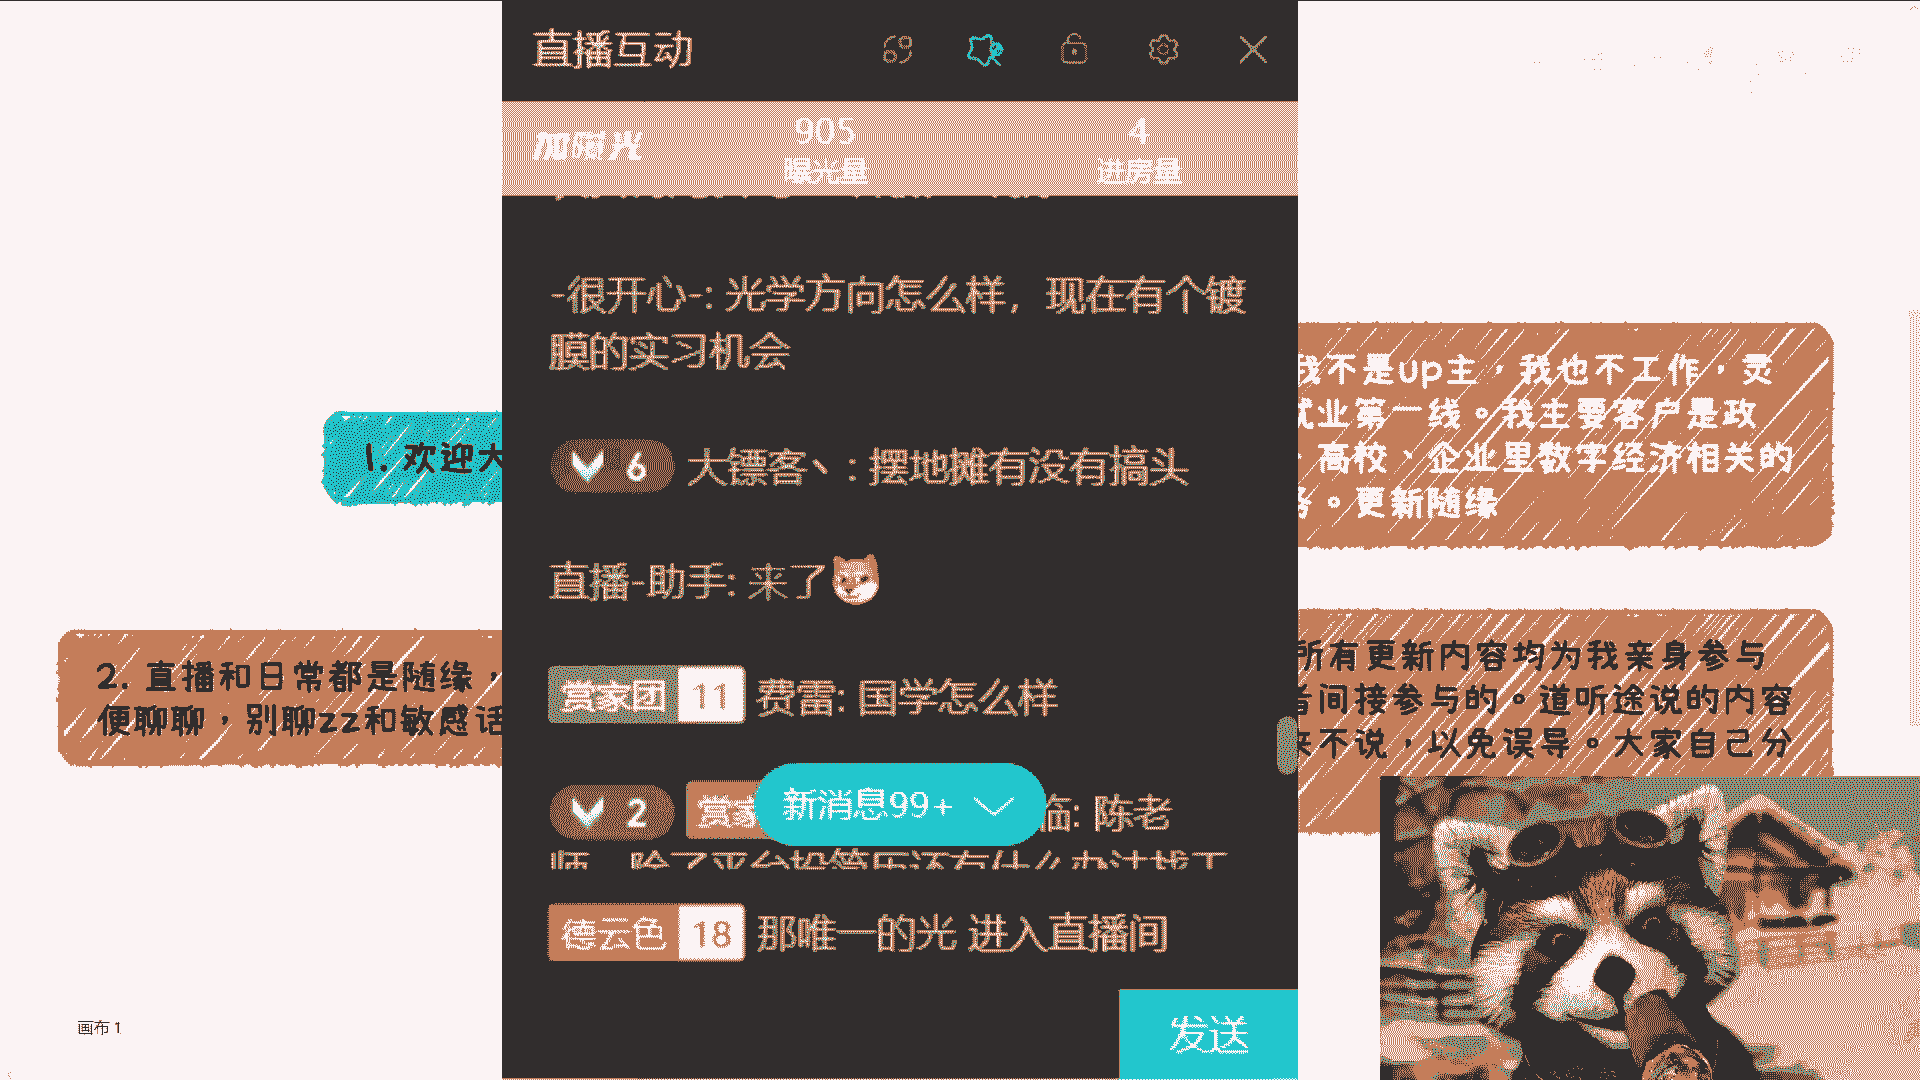 直播互动
加曝光
905
曝光量
4
进房量
-很开心-: 光学方向怎么样，现在有个镀
膜的实习机会
6 大镖客丶: 摆地摊有没有搞头
直播-助手: 来了
赏家团 11 费雷: 国学怎么样
2 赏家
临: 陈老
新消息99+
德云色 18 那唯一的光 进入直播间
发送
1. 欢迎大
2. 直播和日常都是随缘，
便聊聊，别聊zz和敏感话
我不是up主，我也不工作，灵
就业第一线。我主要客户是政
、高校、企业里数字经济相关的
务。更新随缘
所有更新内容均为我亲身参与
者间接参与的。道听途说的内容
来不说，以免误导。大家自己分
画布 1